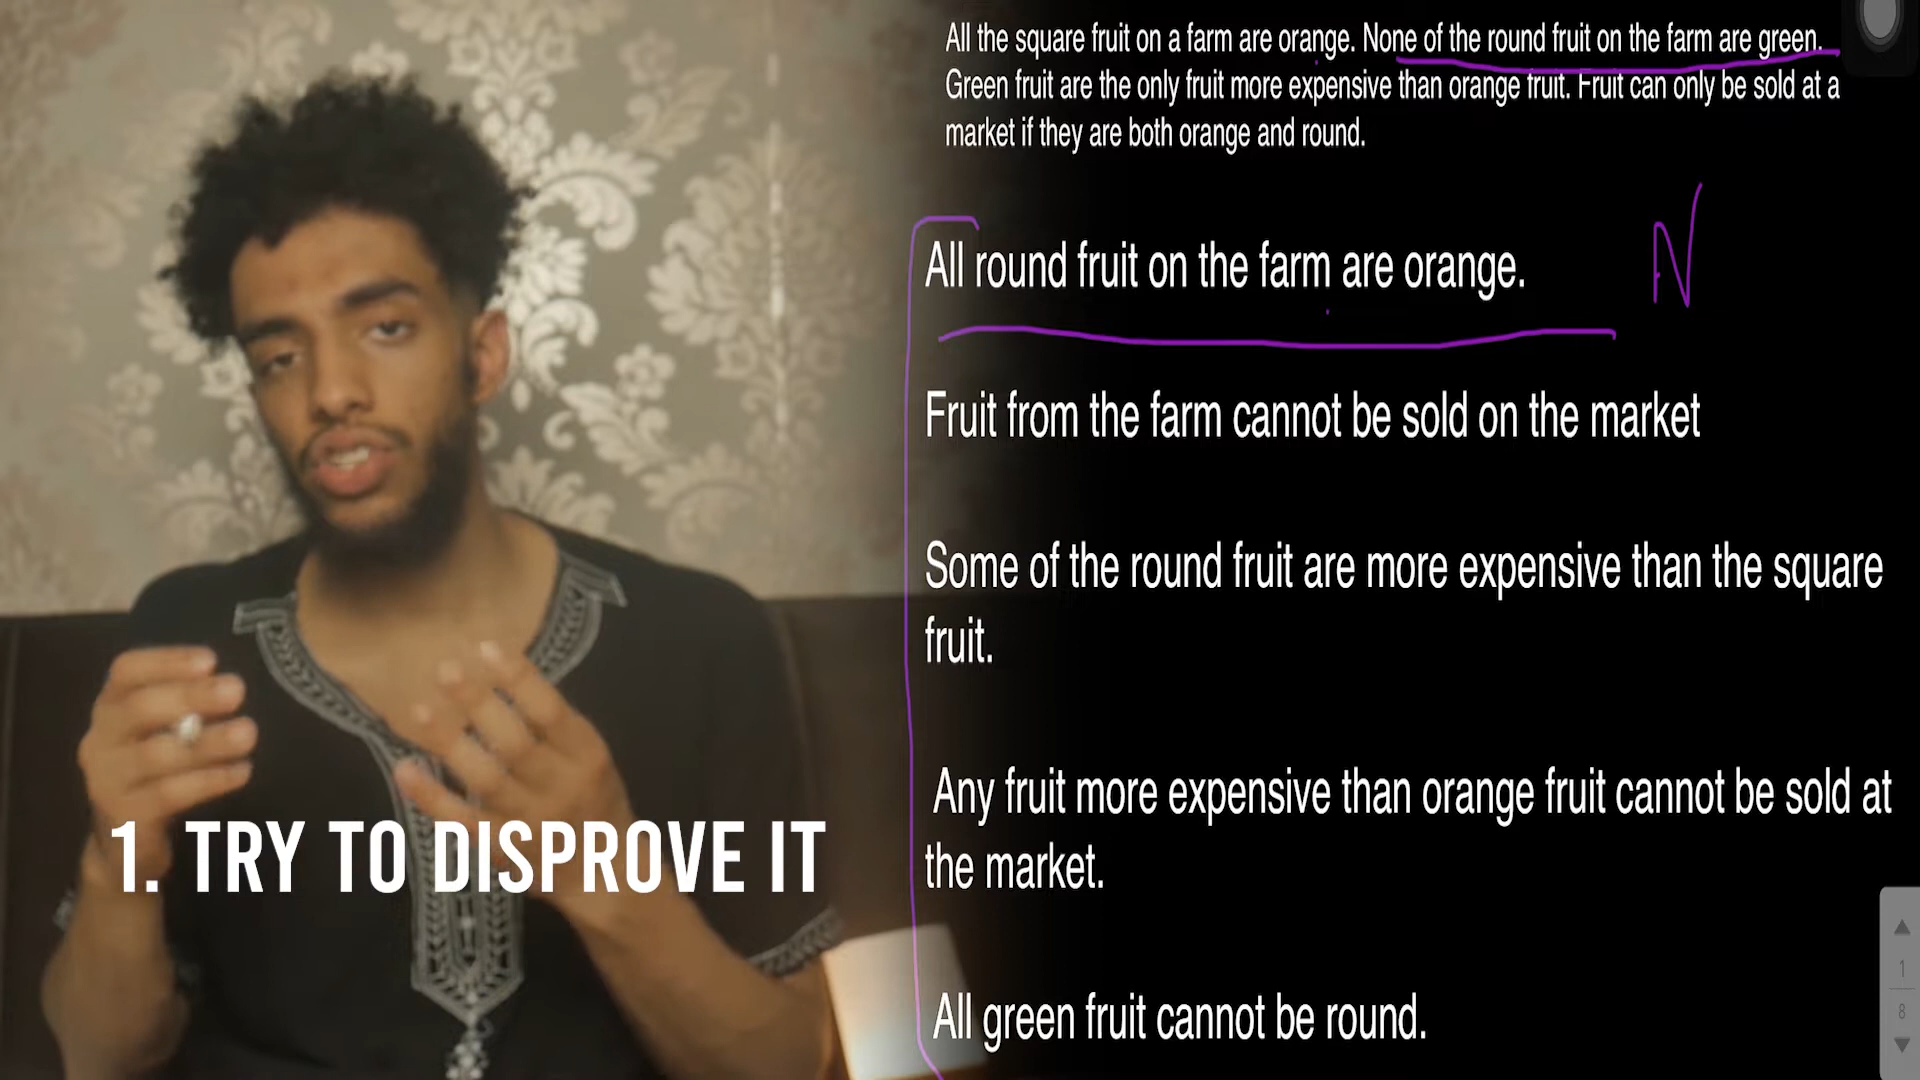 All the square fruit on a farm are orange. None of the round fruit on the farm are green.
Green fruit are the only fruit more expensive than orange fruit. Fruit can only be sold at a
market if they are both orange and round.
All round fruit on the farm are orange.
N
Fruit from the farm cannot be sold on the market
Some of the round fruit are more expensive than the square
fruit.
Any fruit more expensive than orange fruit cannot be sold at
the market.
All green fruit cannot be round.
1. TRY TO DISPROVE IT
1
8